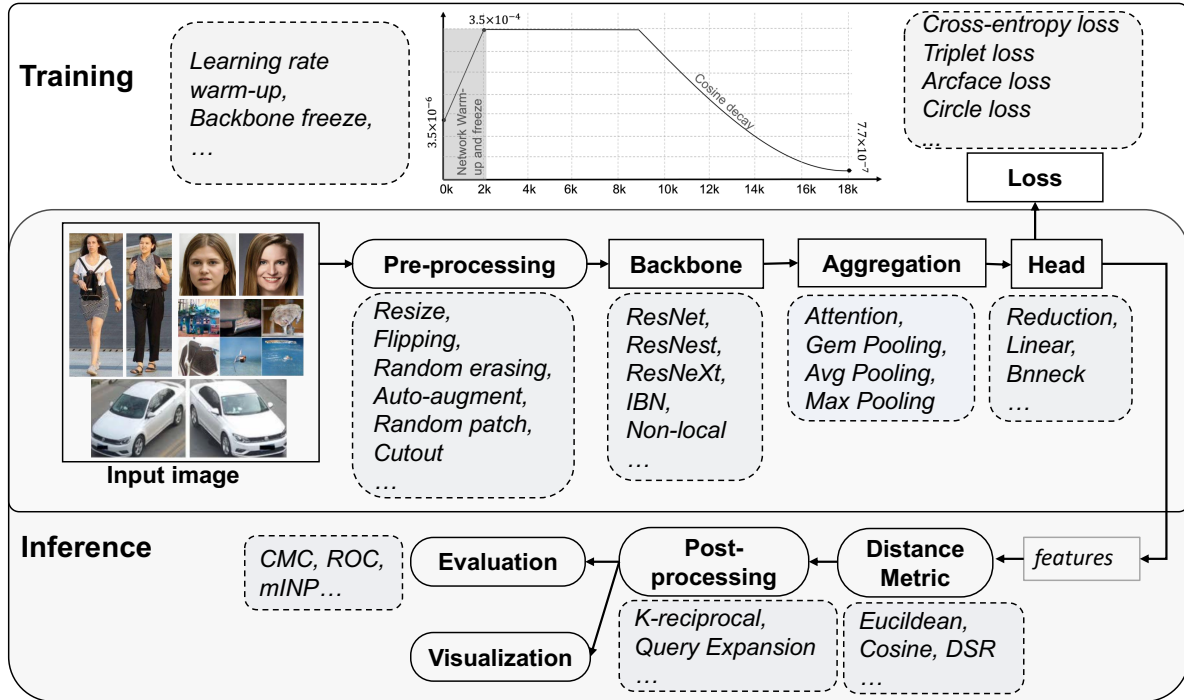 Training
Learning rate
warm-up,
Backbone freeze,
…
3.5×10⁻⁴
3.5×10⁻⁶
Network Warm-
up and freeze
Cosine decay
7.7×10⁻⁷
0k 2k 4k 6k 8k 10k 12k 14k 16k 18k
Cross-entropy loss
Triplet loss
Arcface loss
Circle loss
…
Loss
Input image
Pre-processing
Resize,
Flipping,
Random erasing,
Auto-augment,
Random patch,
Cutout
…
Backbone
ResNet,
ResNest,
ResNeXt,
IBN,
Non-local
…
Aggregation
Attention,
Gem Pooling,
Avg Pooling,
Max Pooling
Head
Reduction,
Linear,
Bnneck
…
Inference
features
Distance
Metric
Eucildean,
Cosine, DSR
…
Post-
processing
K-reciprocal,
Query Expansion
…
Evaluation
CMC, ROC,
mINP…
Visualization